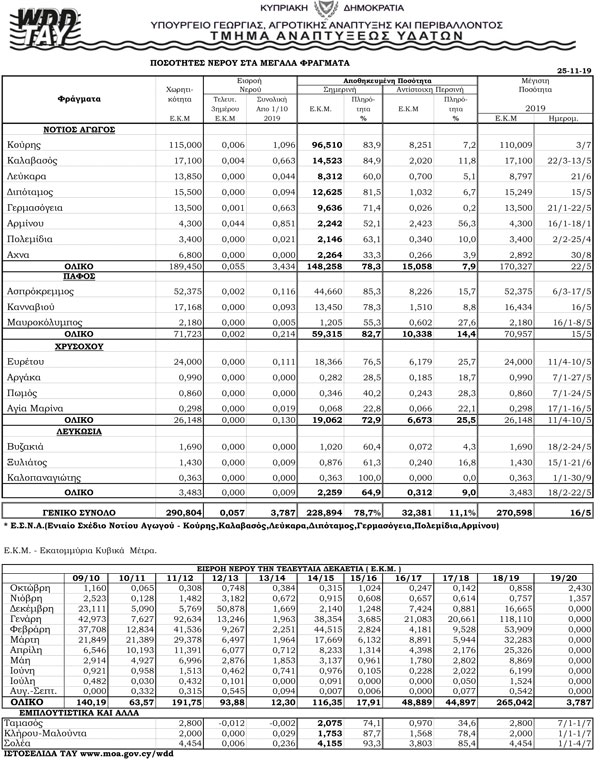 WDD
TAY
ΚΥΠΡΙΑΚΗ ΔΗΜΟΚΡΑΤΙΑ
ΥΠΟΥΡΓΕΙΟ ΓΕΩΡΓΙΑΣ, ΑΓΡΟΤΙΚΗΣ ΑΝΑΠΤΥΞΗΣ ΚΑΙ ΠΕΡΙΒΑΛΛΟΝΤΟΣ
ΤΜΗΜΑ ΑΝΑΠΤΥΞΕΩΣ ΥΔΑΤΩΝ
ΠΟΣΟΤΗΤΕΣ ΝΕΡΟΥ ΣΤΑ ΜΕΓΑΛΑ ΦΡΑΓΜΑΤΑ
25-11-19
Εισροή Αποθηκευμένη Ποσότητα Μέγιστη
Χωρητι- Νερού Σημερινή Αντίστοιχη Περσινή Ποσότητα
Φράγματα κότητα Τελευτ. Συνολική Πληρό- Πληρό-
3ημέρου Απο 1/10 Ε.Κ.Μ. τητα Ε.Κ.Μ τητα 2019
Ε.Κ.Μ Ε.Κ.Μ 2019 % % Ε.Κ.Μ Ημερομ.
ΝΟΤΙΟΣ ΑΓΩΓΟΣ
Κούρης 115,000 0,006 1,096 96,510 83,9 8,251 7,2 110,009 3/7
Καλαβασός 17,100 0,004 0,663 14,523 84,9 2,020 11,8 17,100 22/3-13/5
Λεύκαρα 13,850 0,000 0,044 8,312 60,0 0,700 5,1 8,797 21/6
Διπόταμος 15,500 0,000 0,094 12,625 81,5 1,032 6,7 15,249 15/5
Γερμασόγεια 13,500 0,001 0,663 9,636 71,4 0,026 0,2 13,500 21/1-22/5
Αρμίνου 4,300 0,044 0,851 2,242 52,1 2,423 56,3 4,300 16/1-18/1
Πολεμίδια 3,400 0,000 0,021 2,146 63,1 0,340 10,0 3,400 2/2-25/4
Αχνα 6,800 0,000 0,000 2,264 33,3 0,266 3,9 2,892 30/8
ΟΛΙΚΟ 189,450 0,055 3,434 148,258 78,3 15,058 7,9 170,327 22/5
ΠΑΦΟΣ
Ασπρόκρεμμος 52,375 0,002 0,116 44,660 85,3 8,226 15,7 52,375 6/3-17/5
Κανναβιού 17,168 0,000 0,093 13,450 78,3 1,510 8,8 16,434 16/5
Μαυροκόλυμπος 2,180 0,000 0,005 1,205 55,3 0,602 27,6 2,180 16/1-8/5
ΟΛΙΚΟ 71,723 0,002 0,214 59,315 82,7 10,338 14,4 70,957 15/5
ΧΡΥΣΟΧΟΥ
Ευρέτου 24,000 0,000 0,111 18,366 76,5 6,179 25,7 24,000 11/4-10/5
Αργάκα 0,990 0,000 0,000 0,282 28,5 0,185 18,7 0,990 7/1-27/5
Πωμός 0,860 0,000 0,000 0,346 40,2 0,243 28,3 0,860 7/1-24/5
Αγία Μαρίνα 0,298 0,000 0,019 0,068 22,8 0,066 22,1 0,298 17/1-16/5
ΟΛΙΚΟ 26,148 0,000 0,130 19,062 72,9 6,673 25,5 26,148 11/4-10/5
ΛΕΥΚΩΣΙΑ
Βυζακιά 1,690 0,000 0,000 1,020 60,4 0,072 4,3 1,690 18/2-24/5
Ξυλιάτος 1,430 0,000 0,009 0,876 61,3 0,240 16,8 1,430 15/1-21/6
Καλοπαναγιώτης 0,363 0,000 0,000 0,363 100,0 0,000 0,0 0,363 1/1-30/9
ΟΛΙΚΟ 3,483 0,000 0,009 2,259 64,9 0,312 9,0 3,483 18/2-22/5
ΓΕΝΙΚΟ ΣΥΝΟΛΟ 290,804 0,057 3,787 228,894 78,7% 32,381 11,1% 270,598 16/5
* Ε.Σ.Ν.Α.(Ενιαίο Σχέδιο Νοτίου Αγωγού - Κούρης,Καλαβασός,Λεύκαρα,Διπόταμος,Γερμασόγεια,Πολεμίδια,Αρμίνου)
Ε.Κ.Μ. - Εκατομμύρια Κυβικά Μέτρα.
ΕΙΣΡΟΗ ΝΕΡΟΥ ΤΗΝ ΤΕΛΕΥΤΑΙΑ ΔΕΚΑΕΤΙΑ ( Ε.Κ.Μ. )
09/10 10/11 11/12 12/13 13/14 14/15 15/16 16/17 17/18 18/19 19/20
Οκτώβρη 1,160 0,065 0,308 0,748 0,384 0,315 1,024 0,247 0,142 0,858 2,430
Νιόβρη 2,523 0,128 1,482 3,182 0,672 0,915 0,608 0,657 0,614 0,757 1,357
Δεκέμβρη 23,111 5,090 5,769 50,878 1,669 2,140 1,248 7,424 0,881 16,665 0,000
Γενάρη 42,973 7,627 92,634 13,246 1,963 38,354 3,685 21,083 20,661 118,110 0,000
Φεβράρη 37,708 12,834 41,536 9,267 2,251 44,515 2,824 4,181 9,528 53,909 0,000
Μάρτη 21,849 21,389 29,378 6,497 1,964 17,669 6,132 8,891 5,944 32,283 0,000
Απρίλη 6,546 10,193 11,391 6,077 0,712 8,233 1,314 4,398 2,176 25,326 0,000
Μάη 2,914 4,927 6,996 2,876 1,853 3,137 0,961 1,780 2,802 8,869 0,000
Ιούνη 0,921 0,958 1,513 0,462 0,741 0,976 0,105 0,228 2,022 6,199 0,000
Ιούλη 0,482 0,030 0,432 0,101 0,000 0,091 0,000 0,000 0,050 1,524 0,000
Αυγ.-Σεπτ. 0,000 0,332 0,315 0,545 0,094 0,007 0,006 0,000 0,077 0,542 0,000
ΟΛΙΚΟ 140,19 63,57 191,75 93,88 12,30 116,35 17,91 48,889 44,897 265,042 3,787
ΕΜΠΛΟΥΤΙΣΤΙΚΑ ΚΑΙ ΑΛΛΑ
Ταμασός 2,800 -0,012 -0,002 2,075 74,1 0,970 34,6 2,800 7/1-1/7
Κλήρου-Μαλούντα 2,000 0,000 0,029 1,753 87,7 1,568 78,4 2,000 1/1-1/7
Σολέα 4,454 0,006 0,236 4,155 93,3 3,803 85,4 4,454 1/1-4/7
ΙΣΤΟΣΕΛΙΔΑ ΤΑΥ www.moa.gov.cy/wdd